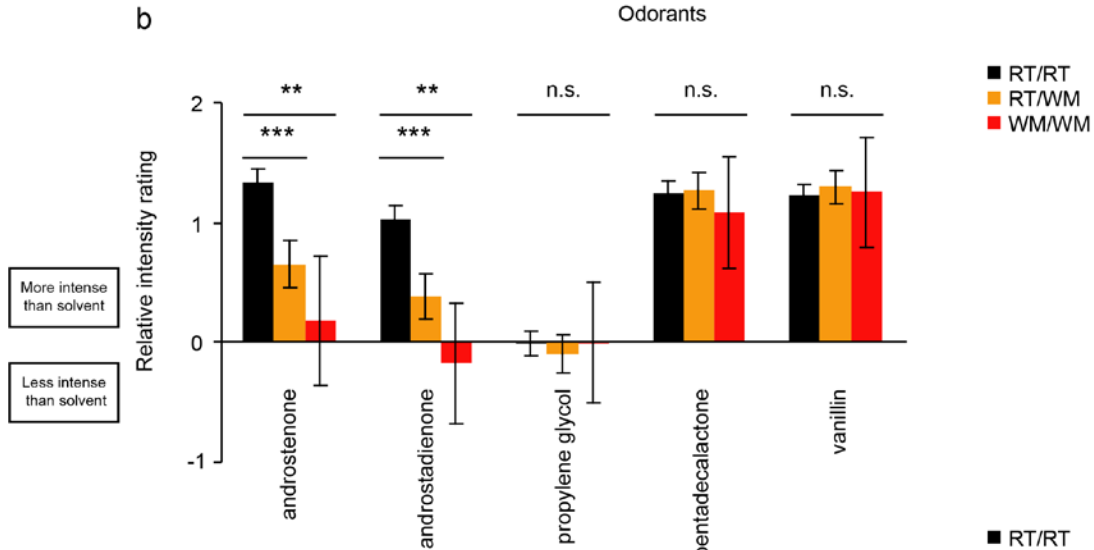 b
Odorants
RT/RT
RT/WM
WM/WM
** ** n.s. n.s. n.s.
*** ***
2
1
0
-1
Relative intensity rating
More intense
than solvent
Less intense
than solvent
androstenone
androstadienone
propylene glycol
pentadecalactone
vanillin
RT/RT